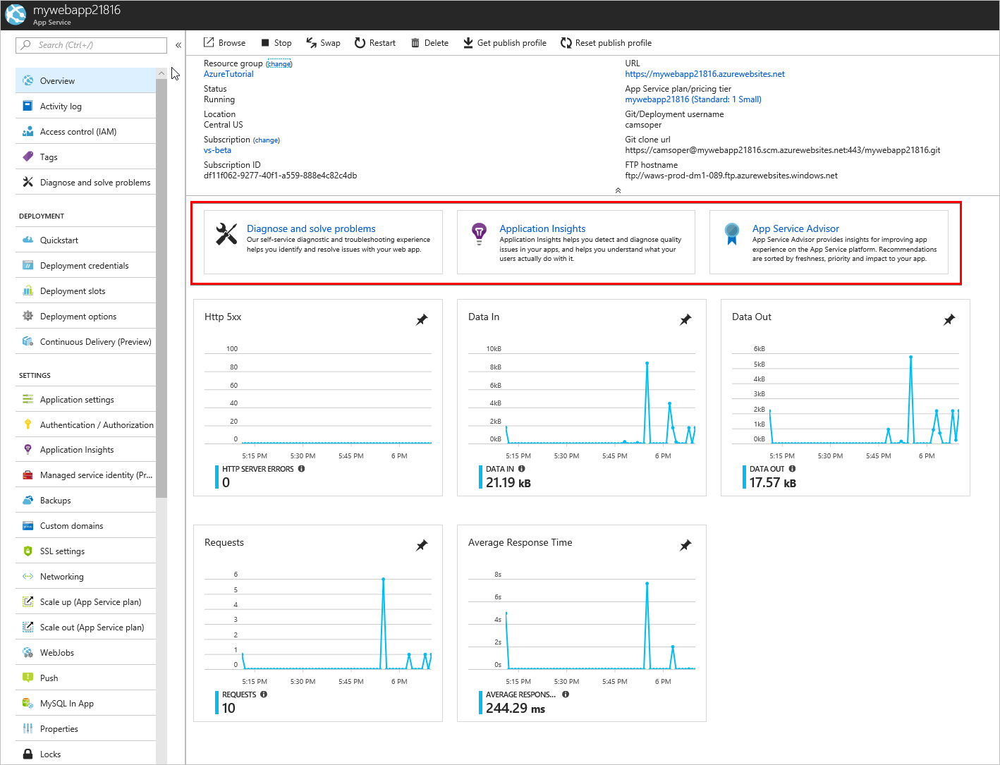 mywebapp21816
App Service
Search (Ctrl+/)
«
Overview
Activity log
Access control (IAM)
Tags
Diagnose and solve problems
DEPLOYMENT
Quickstart
Deployment credentials
Deployment slots
Deployment options
Continuous Delivery (Preview)
SETTINGS
Application settings
Authentication / Authorization
Application Insights
Managed service identity (Pr...
Backups
Custom domains
SSL settings
Networking
Scale up (App Service plan)
Scale out (App Service plan)
WebJobs
Push
MySQL In App
Properties
Locks
Browse Stop Swap Restart Delete Get publish profile Reset publish profile
Resource group (change)
AzureTutorial
Status
Running
Location
Central US
Subscription (change)
vs-beta
Subscription ID
df11f062-9277-40f1-a559-888e4c82c4db
URL
https://mywebapp21816.azurewebsites.net
App Service plan/pricing tier
mywebapp21816 (Standard: 1 Small)
Git/Deployment username
camsoper
Git clone url
https://camsoper@mywebapp21816.scm.azurewebsites.net:443/mywebapp21816.git
FTP hostname
ftp://waws-prod-dm1-089.ftp.azurewebsites.windows.net
Diagnose and solve problems
Our self-service diagnostic and troubleshooting experience
helps you identify and resolve issues with your web app.
Application Insights
Application Insights helps you detect and diagnose quality
issues in your apps, and helps you understand what your
users actually do with it.
App Service Advisor
App Service Advisor provides insights for improving app
experience on the App Service platform. Recommendations
are sorted by freshness, priority and impact to your app.
Http 5xx
100
80
60
40
20
0
5:15 PM 5:30 PM 5:45 PM 6 PM
HTTP SERVER ERRORS
0
Data In
10kB
8kB
6kB
4kB
2kB
0kB
5:15 PM 5:30 PM 5:45 PM 6 PM
DATA IN
21.19 kB
Data Out
6kB
5kB
4kB
3kB
2kB
1kB
0kB
5:15 PM 5:30 PM 5:45 PM 6 PM
DATA OUT
17.57 kB
Requests
6
5
4
3
2
1
0
5:15 PM 5:30 PM 5:45 PM 6 PM
REQUESTS
10
Average Response Time
8s
6s
4s
2s
0s
5:15 PM 5:30 PM 5:45 PM 6 PM
AVERAGE RESPONS...
244.29 ms